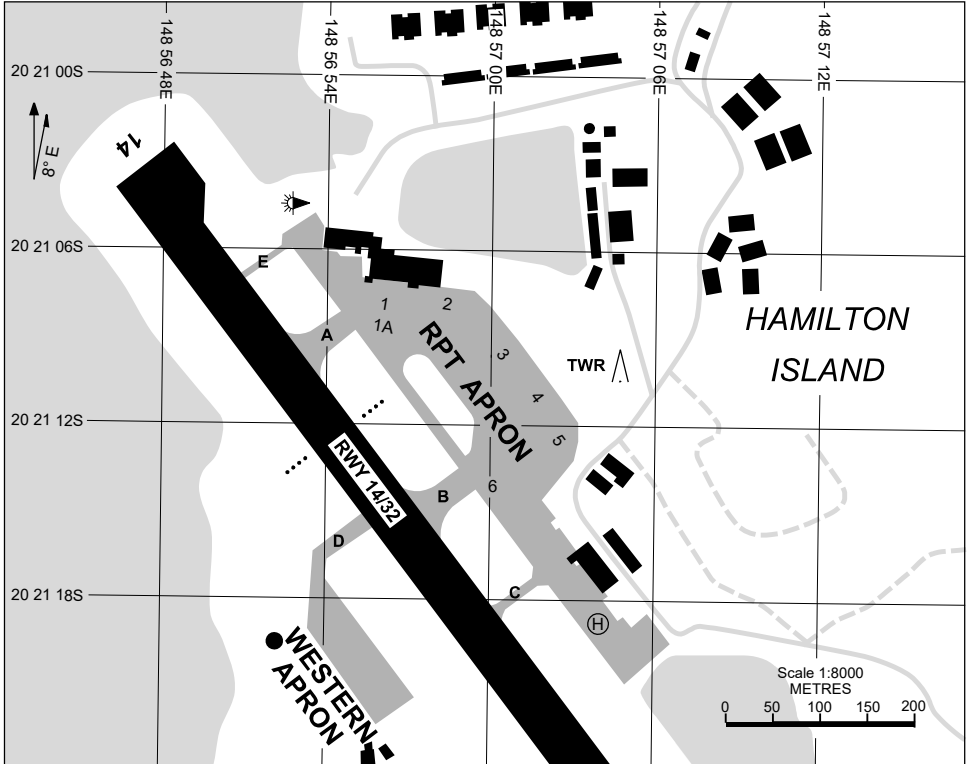 148 56 48E
148 56 54E
148 57 00E
148 57 06E
148 57 12E
20 21 00S
8° E
14
20 21 06S
E
1
2
1A
A
RPT APRON
3
4
5
6
TWR
HAMILTON
ISLAND
20 21 12S
RWY 14/32
B
D
C
20 21 18S
H
WESTERN
APRON
Scale 1:8000
METRES
0 50 100 150 200